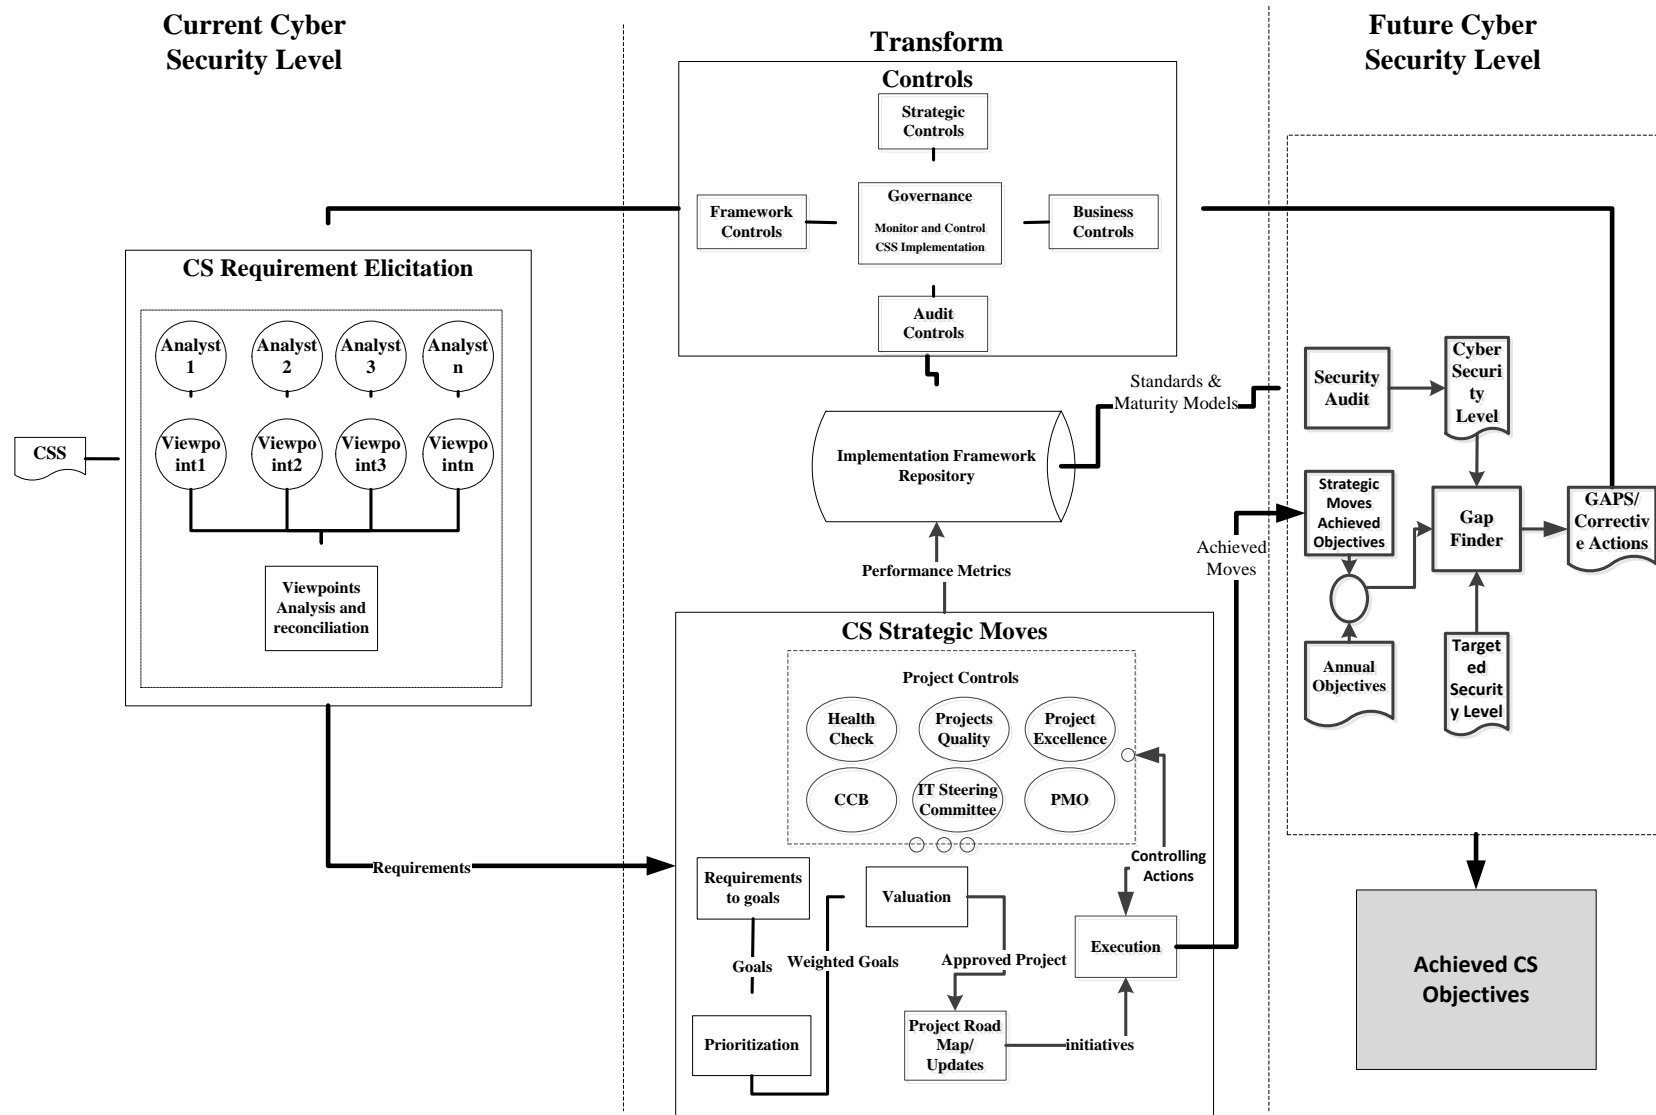 Current Cyber
Security Level
Transform
Future Cyber
Security Level
Controls
Strategic
Controls
Framework
Controls
Governance
Monitor and Control
CSS Implementation
Business
Controls
Audit
Controls
CS Requirement Elicitation
Analyst
1
Analyst
2
Analyst
3
Analyst
n
CSS
Viewpo
int1
Viewpo
int2
Viewpo
int3
Viewpo
intn
Viewpoints
Analysis and
reconciliation
Requirements
Implementation Framework
Repository
Standards &
Maturity Models
Performance Metrics
Achieved
Moves
CS Strategic Moves
Project Controls
Health
Check
Projects
Quality
Project
Excellence
CCB
IT Steering
Committee
PMO
Controlling
Actions
Requirements
to goals
Valuation
Execution
Goals
Weighted Goals
Approved Project
Prioritization
Project Road
Map/
Updates
initiatives
Security
Audit
Cyber
Securi
ty
Level
Strategic
Moves
Achieved
Objectives
Gap
Finder
GAPS/
Correctiv
e Actions
Annual
Objectives
Target
ed
Securit
y Level
Achieved CS
Objectives